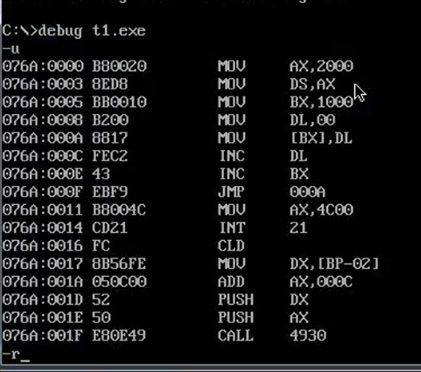 C:\>debug t1.exe
-u
076A:0000 B80020 MOV AX,2000
076A:0003 8ED8 MOV DS,AX
076A:0005 BB0010 MOV BX,1000
076A:0008 B200 MOV DL,00
076A:000A 8817 MOV [BX],DL
076A:000C FEC2 INC DL
076A:000E 43 INC BX
076A:000F EBF9 JMP 000A
076A:0011 B8004C MOV AX,4C00
076A:0014 CD21 INT 21
076A:0016 FC CLD
076A:0017 8B56FE MOV DX,[BP-02]
076A:001A 050C00 ADD AX,000C
076A:001D 52 PUSH DX
076A:001E 50 PUSH AX
076A:001F E80E49 CALL 4930
-r_